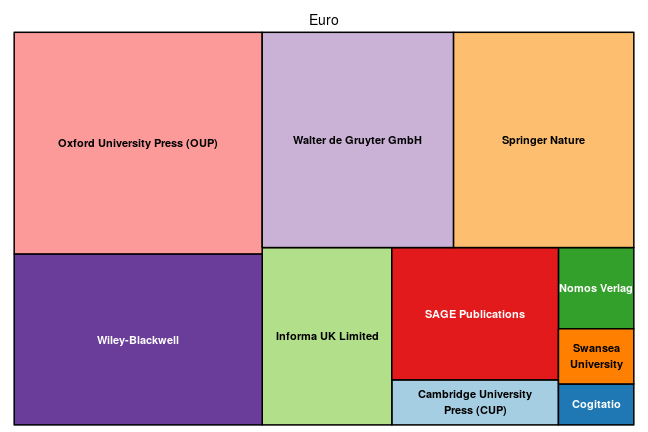 Euro
Oxford University Press (OUP)
Walter de Gruyter GmbH
Springer Nature
Wiley-Blackwell
Informa UK Limited
SAGE Publications
Cambridge University
Press (CUP)
Nomos Verlag
Swansea
University
Cogitatio